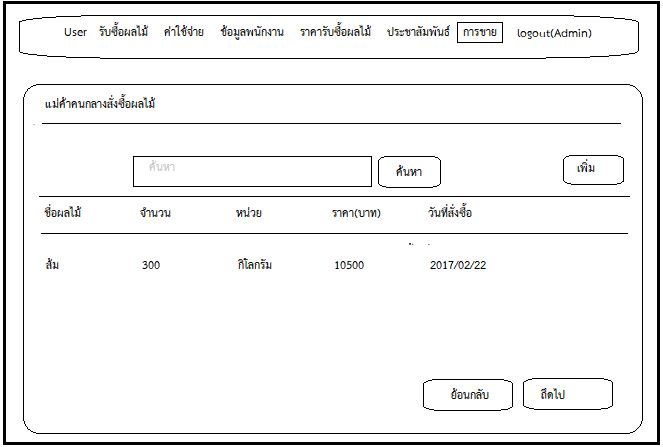 User รับซื้อผลไม้ ค่าใช้จ่าย ข้อมูลพนักงาน ราคารับซื้อผลไม้ ประชาสัมพันธ์ การขาย logout(Admin)
แม่ค้าคนกลางสั่งซื้อผลไม้
ค้นหา ค้นหา เพิ่ม
ชื่อผลไม้ จำนวน หน่วย ราคา(บาท) วันที่สั่งซื้อ
ส้ม 300 กิโลกรัม 10500 2017/02/22
ย้อนกลับ ถึดไป